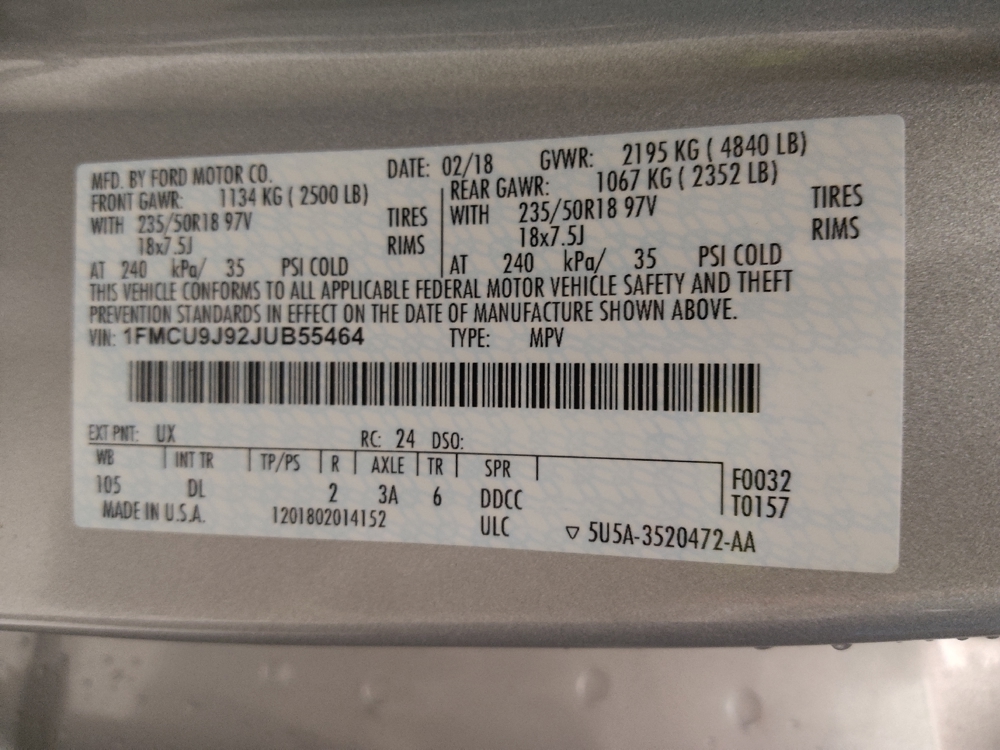 MFD. BY FORD MOTOR CO. DATE: 02/18 GVWR: 2195 KG ( 4840 LB)
FRONT GAWR: 1134 KG ( 2500 LB) REAR GAWR: 1067 KG ( 2352 LB)
WITH 235/50R18 97V TIRES WITH 235/50R18 97V TIRES
18x7.5J RIMS 18x7.5J RIMS
AT 240 kPa/ 35 PSI COLD AT 240 kPa/ 35 PSI COLD
THIS VEHICLE CONFORMS TO ALL APPLICABLE FEDERAL MOTOR VEHICLE SAFETY AND THEFT
PREVENTION STANDARDS IN EFFECT ON THE DATE OF MANUFACTURE SHOWN ABOVE.
VIN: 1FMCU9J92JUB55464 TYPE: MPV
EXT PNT: UX RC: 24 DSO:
WB INT TR TP/PS R AXLE TR SPR F0032
105 DL 2 3A 6 DDCC T0157
MADE IN U.S.A. 1201802014152 ULC ▽ 5U5A-3520472-AA